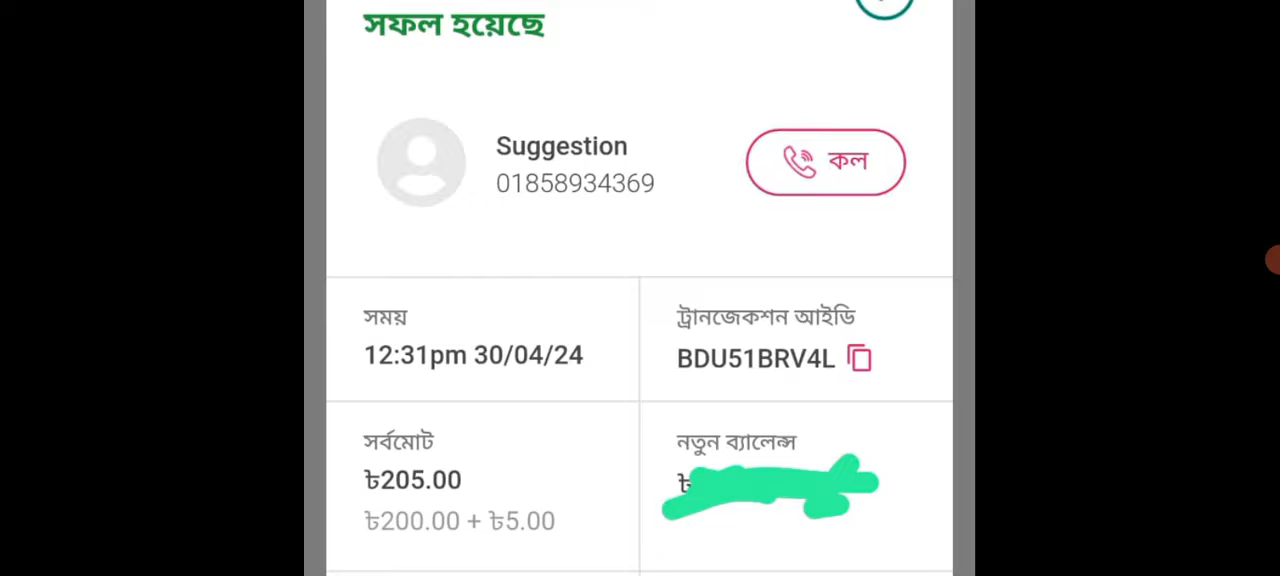 সফল হয়েছে
Suggestion
01858934369
কল
সময়
12:31pm 30/04/24
ট্রানজেকশন আইডি
BDU51BRV4L
সর্বমোট
৳205.00
৳200.00 + ৳5.00
নতুন ব্যালেন্স
৳